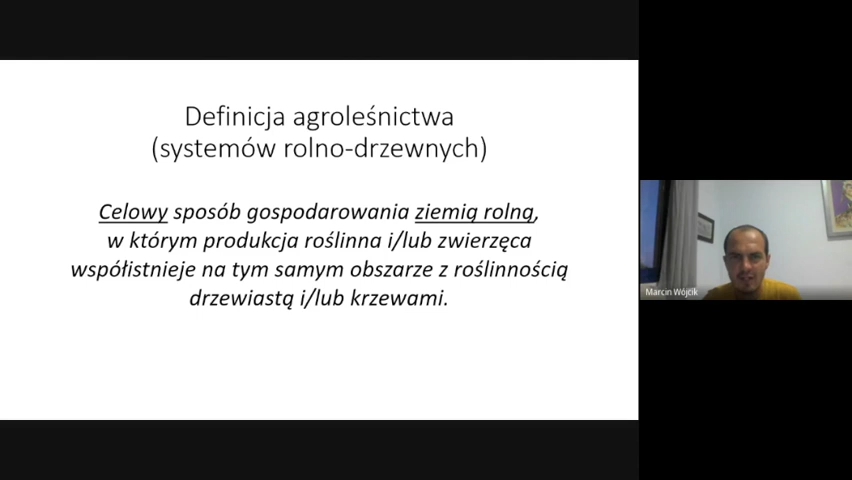 Definicja agroleśnictwa
(systemów rolno-drzewnych)
Celowy sposób gospodarowania ziemią rolną,
w którym produkcja roślinna i/lub zwierzęca
współistnieje na tym samym obszarze z roślinnością
drzewiastą i/lub krzewami.
Marcin Wójcik